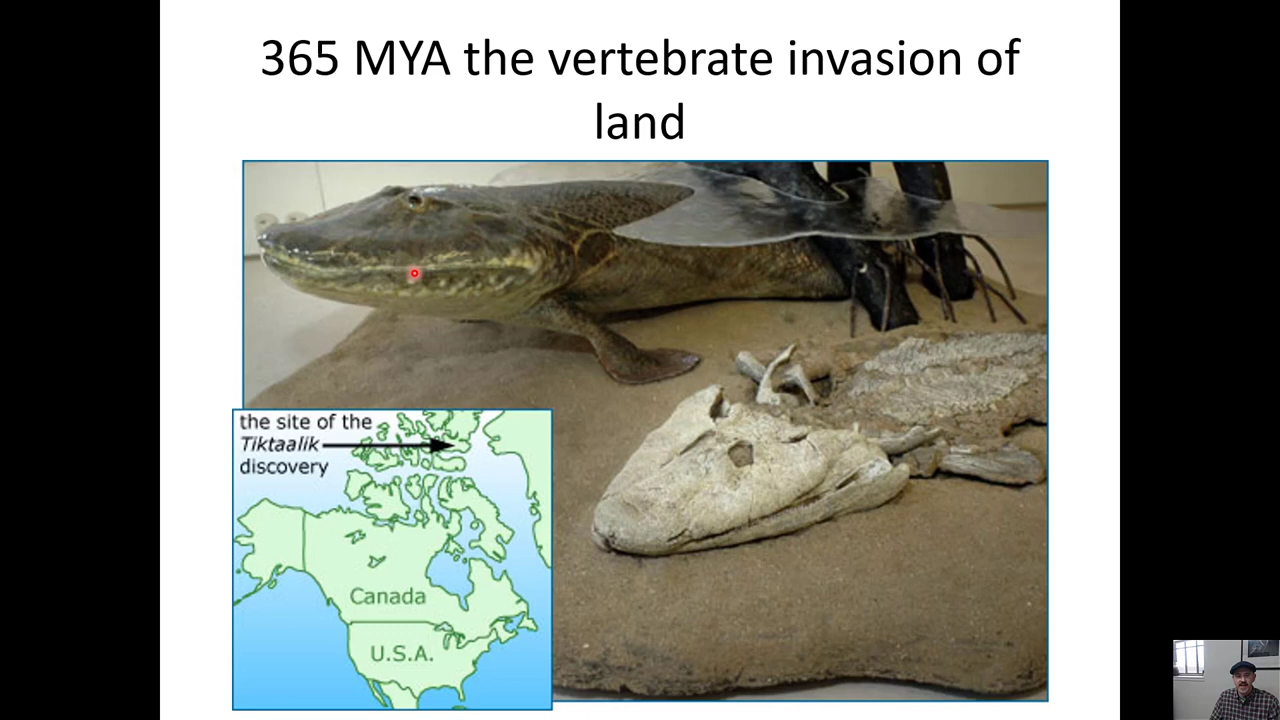 365 MYA the vertebrate invasion of
land
the site of the
Tiktaalik
discovery
Canada
U.S.A.